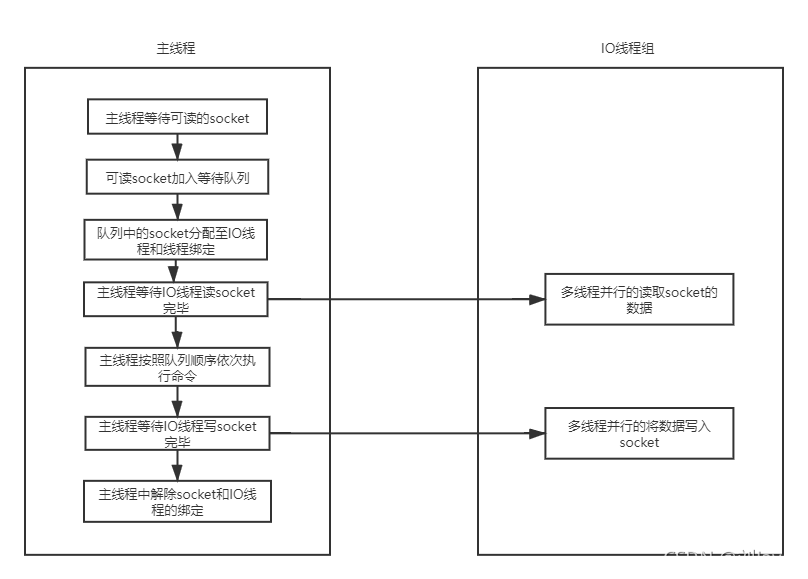 主线程
IO线程组
主线程等待可读的socket
可读socket加入等待队列
队列中的socket分配至IO线
程和线程绑定
主线程等待IO线程读socket
完毕
多线程并行的读取socket的
数据
主线程按照队列顺序依次执
行命令
主线程等待IO线程写socket
完毕
多线程并行的将数据写入
socket
主线程中解除socket和IO线
程的绑定